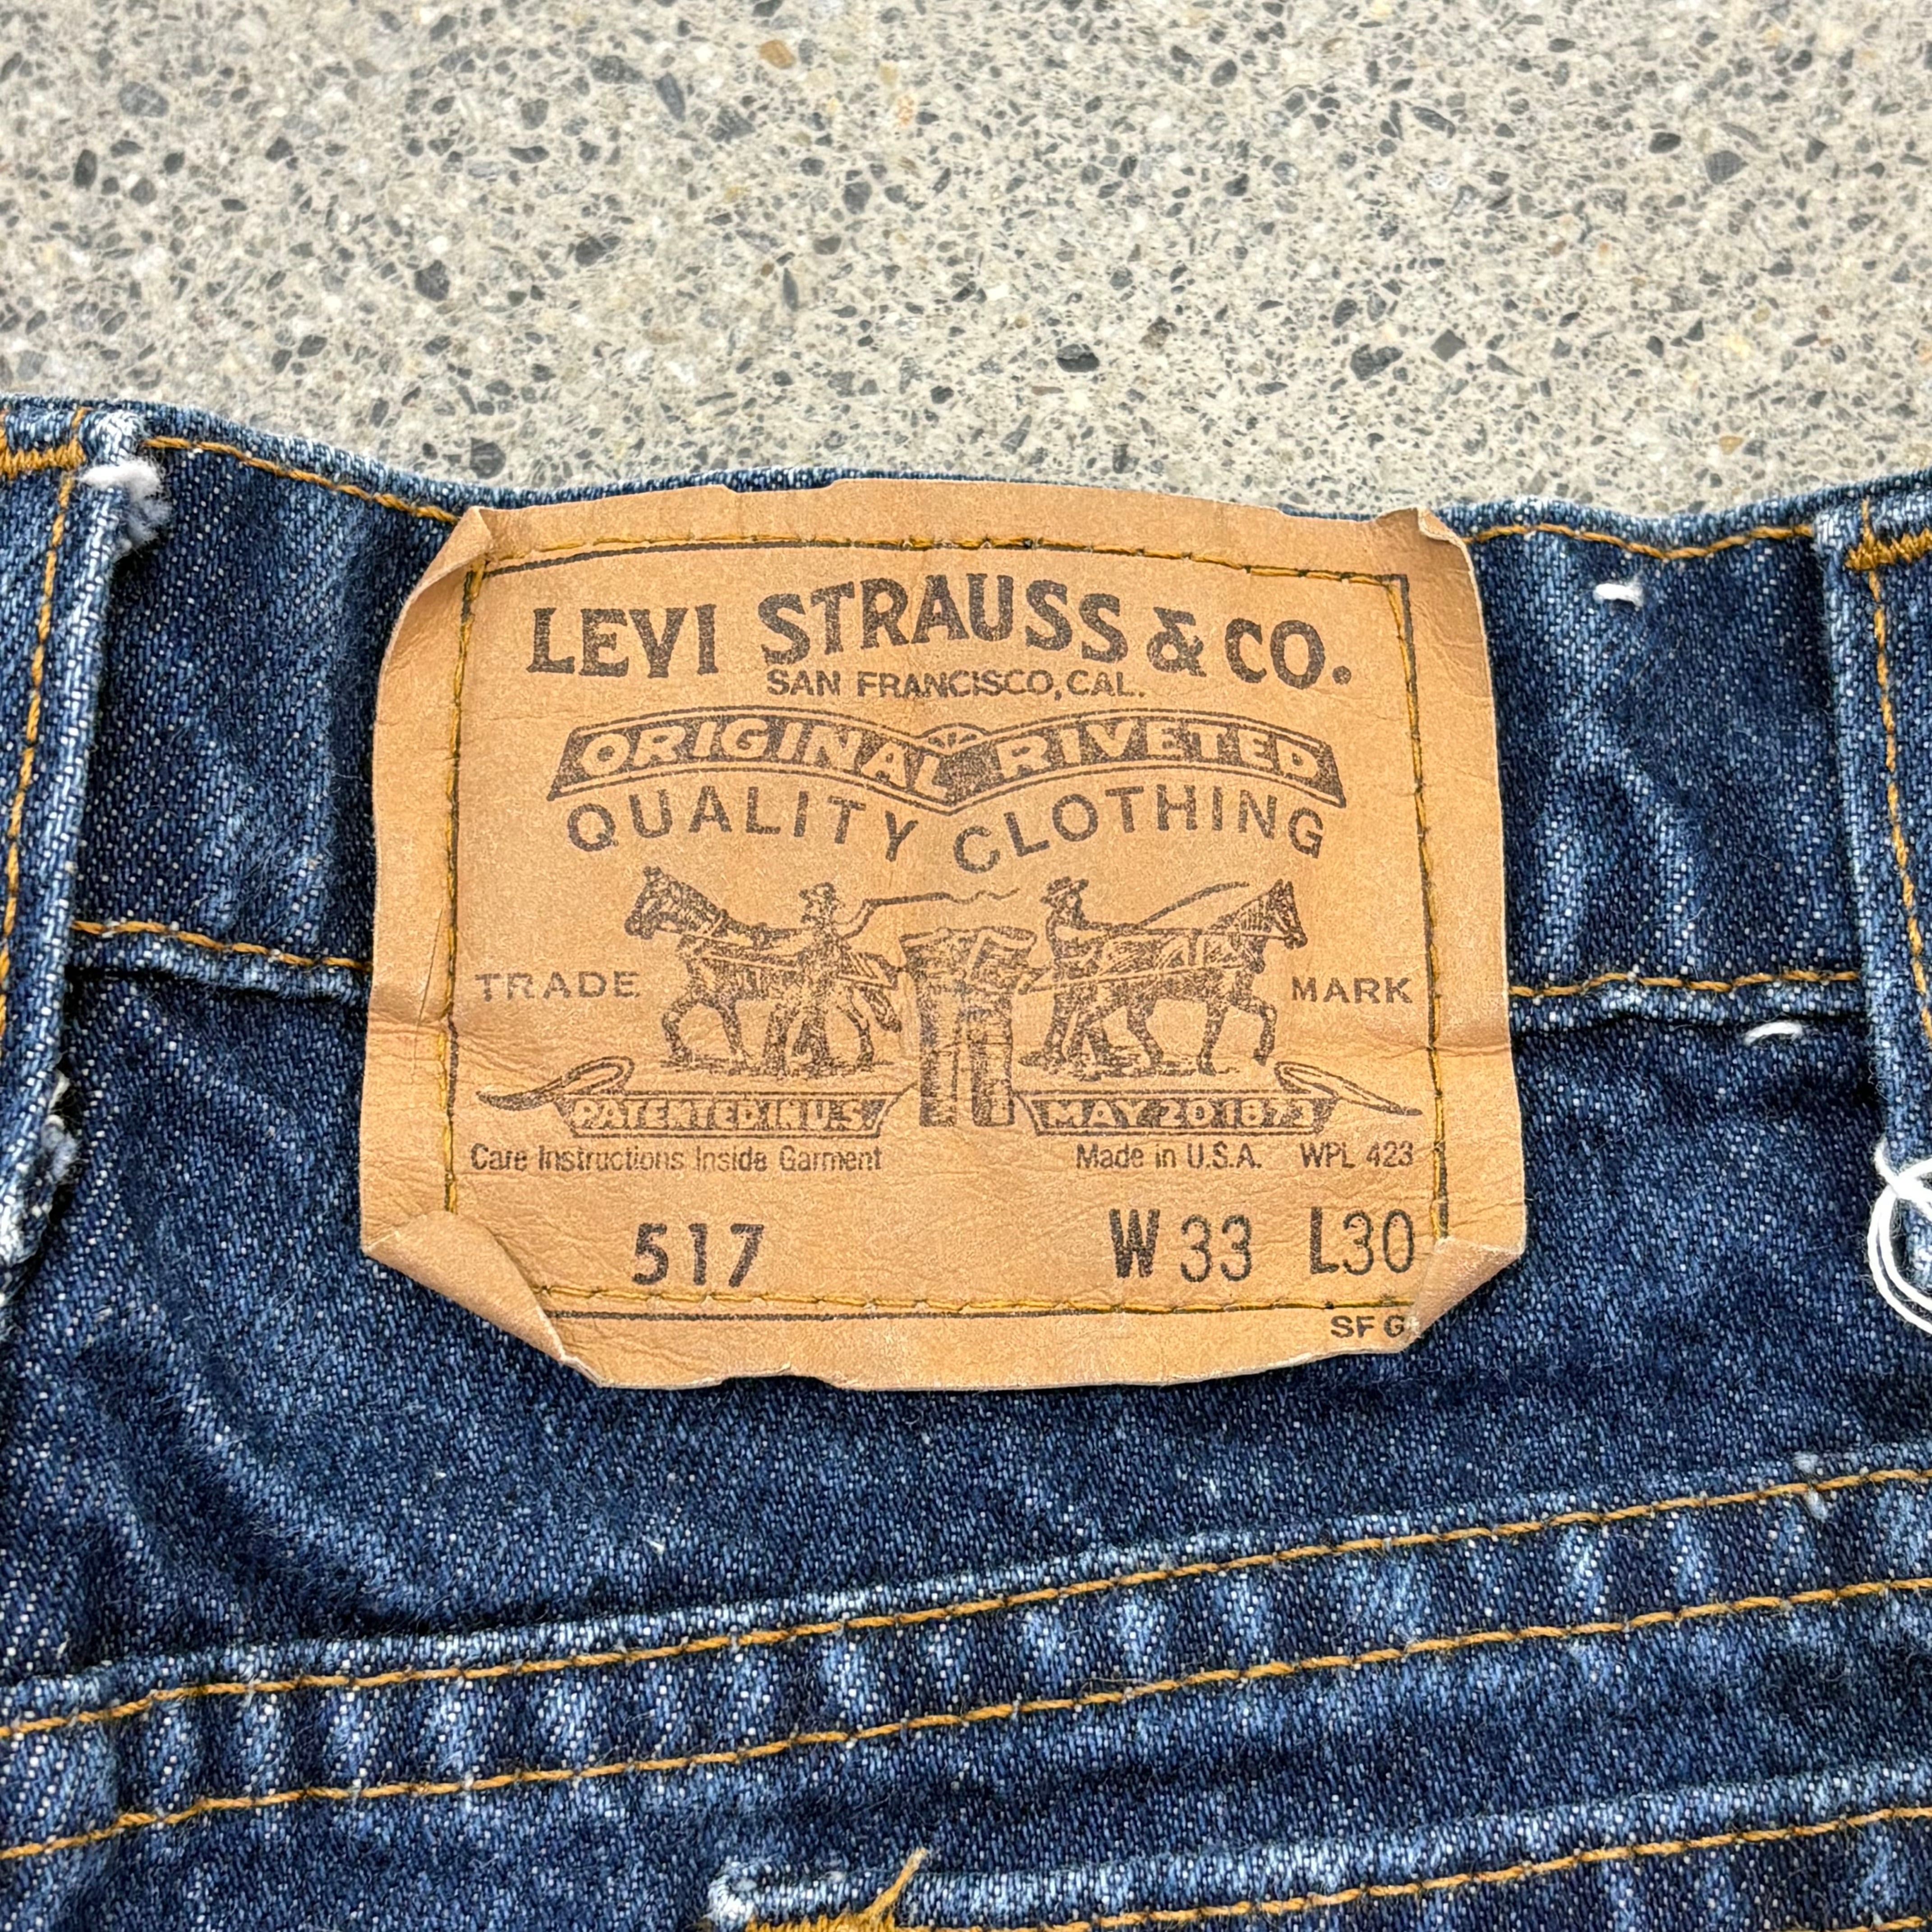 LEVI STRAUSS & CO.
SAN FRANCISCO, CAL.
ORIGINAL RIVETED
QUALITY CLOTHING
TRADE MARK
PATENTED IN U.S. MAY 20 1873
Care Instructions Inside Garment Made in U.S.A. WPL 423
517 W 33 L30
SF G